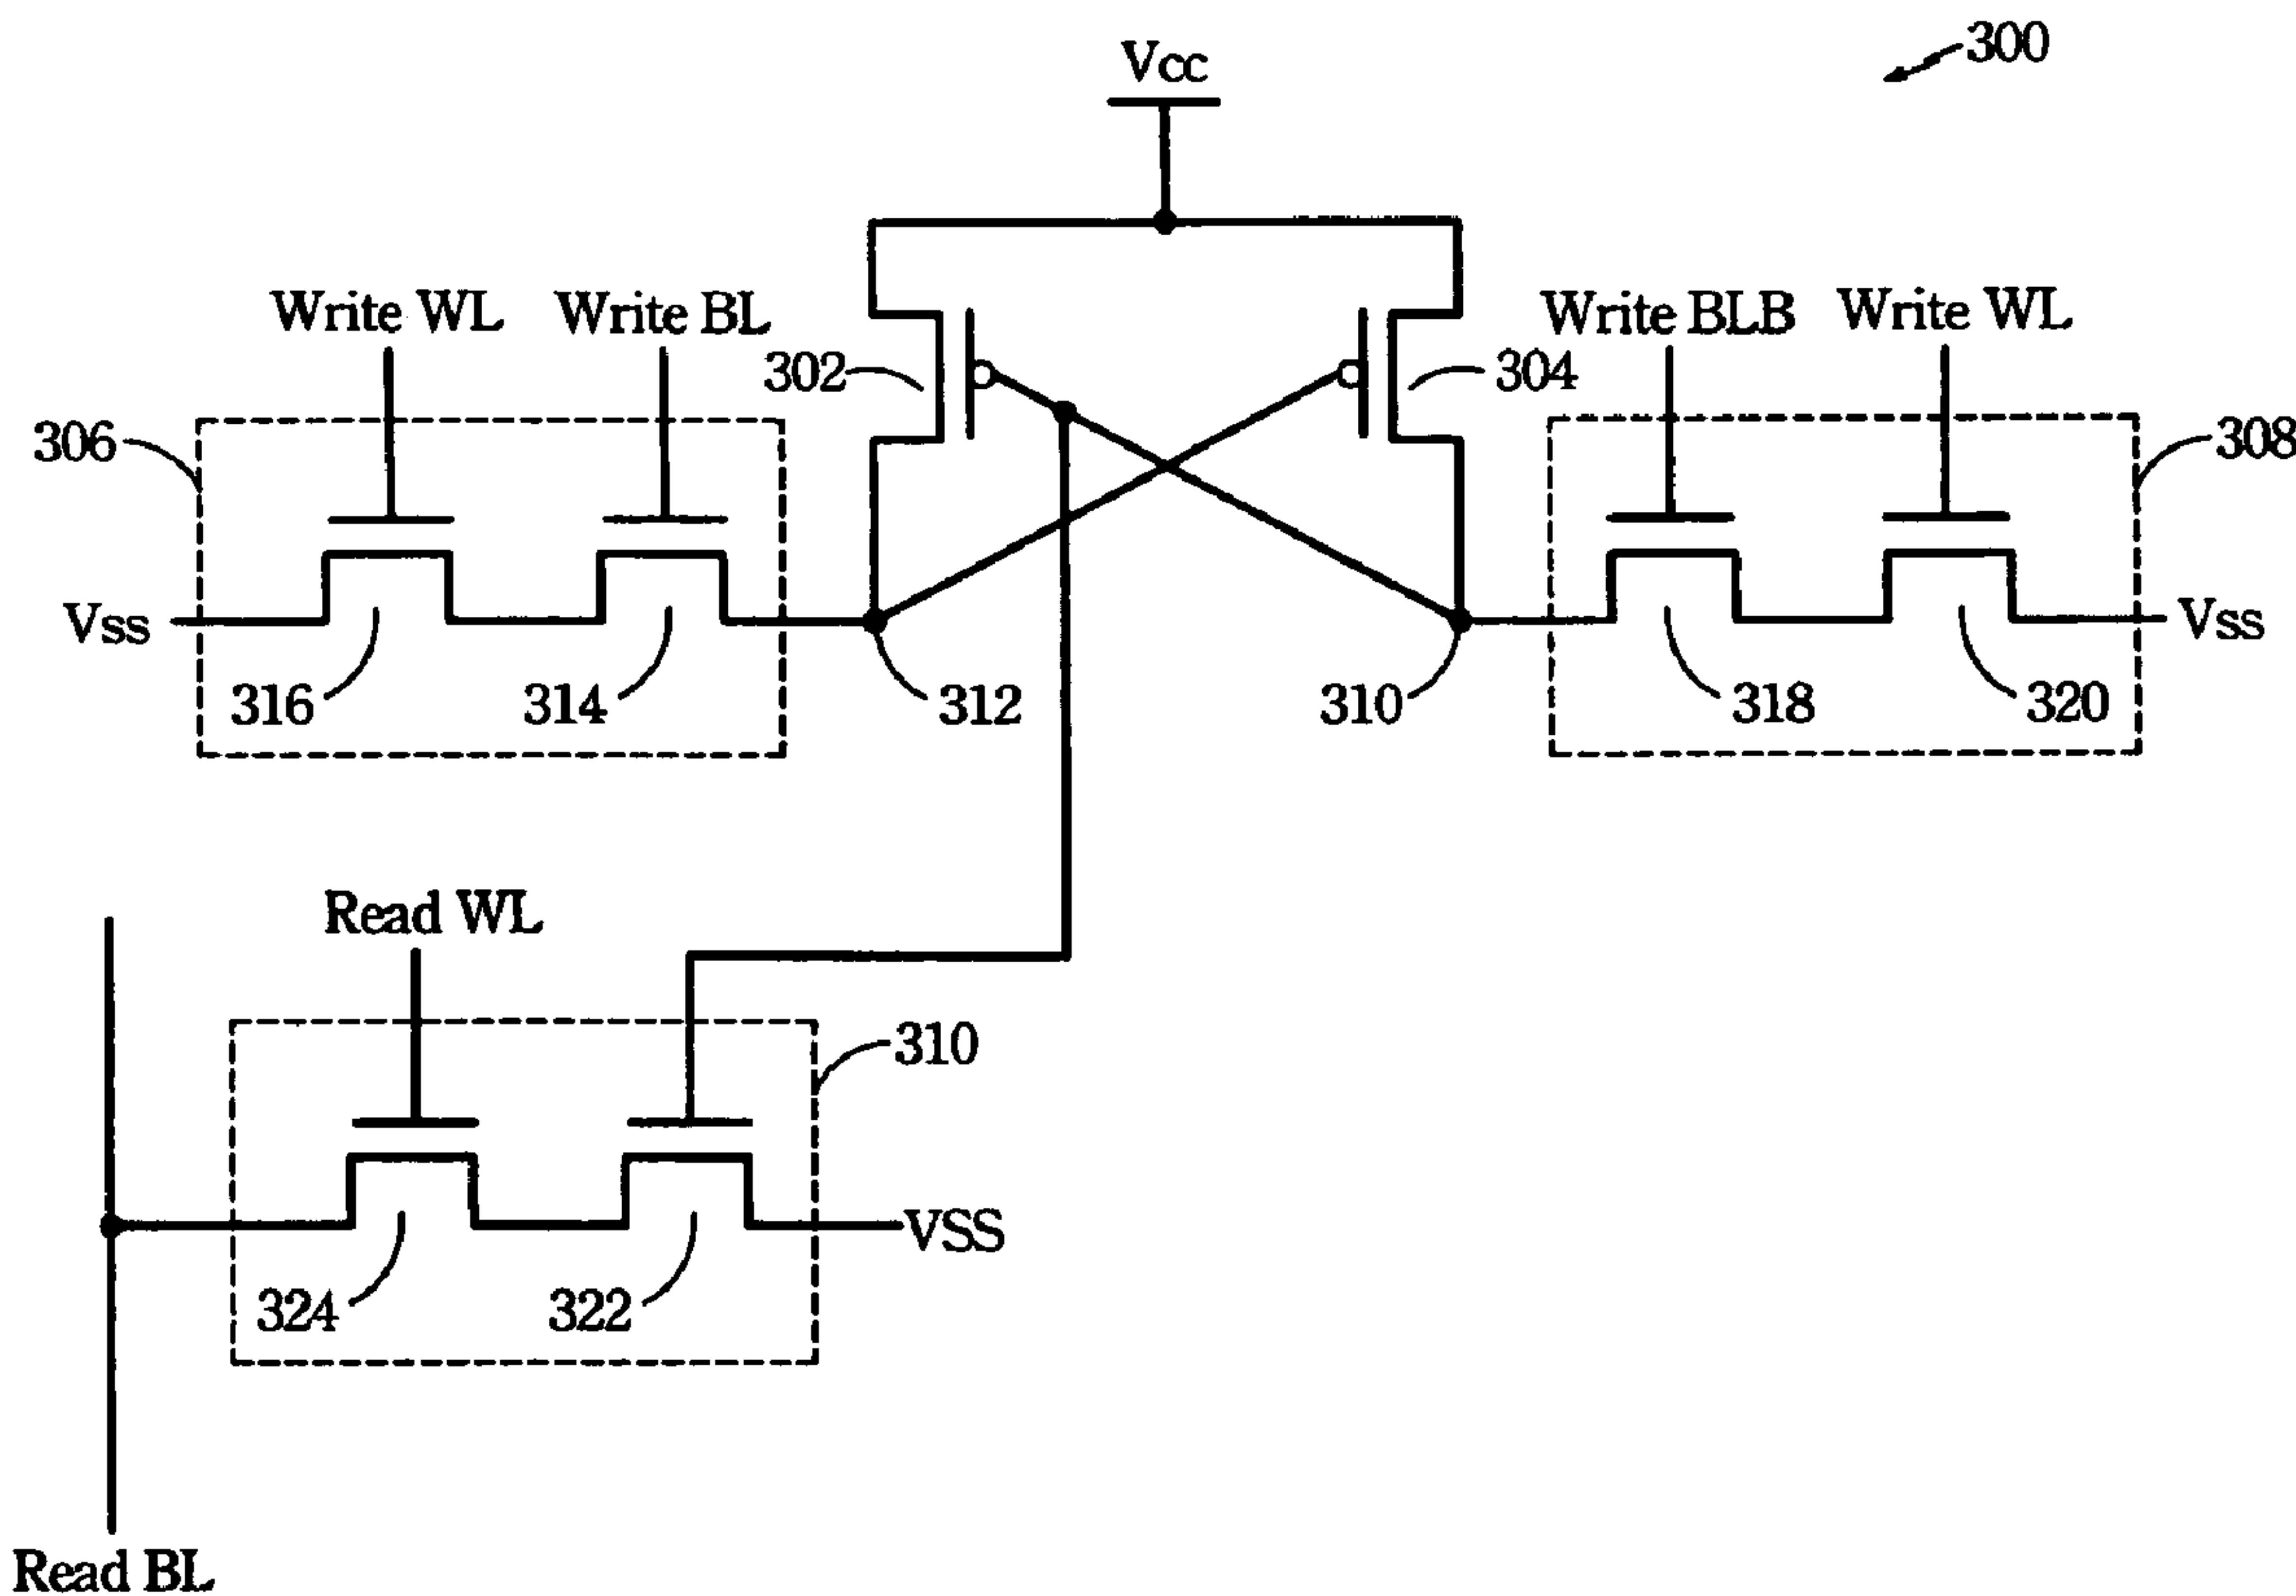 300
Vcc
Write WL
Write BL
Write BLB
Write WL
302
304
306
308
Vss
Vss
316
314
312
310
318
320
Read WL
310
VSS
324
322
Read BL